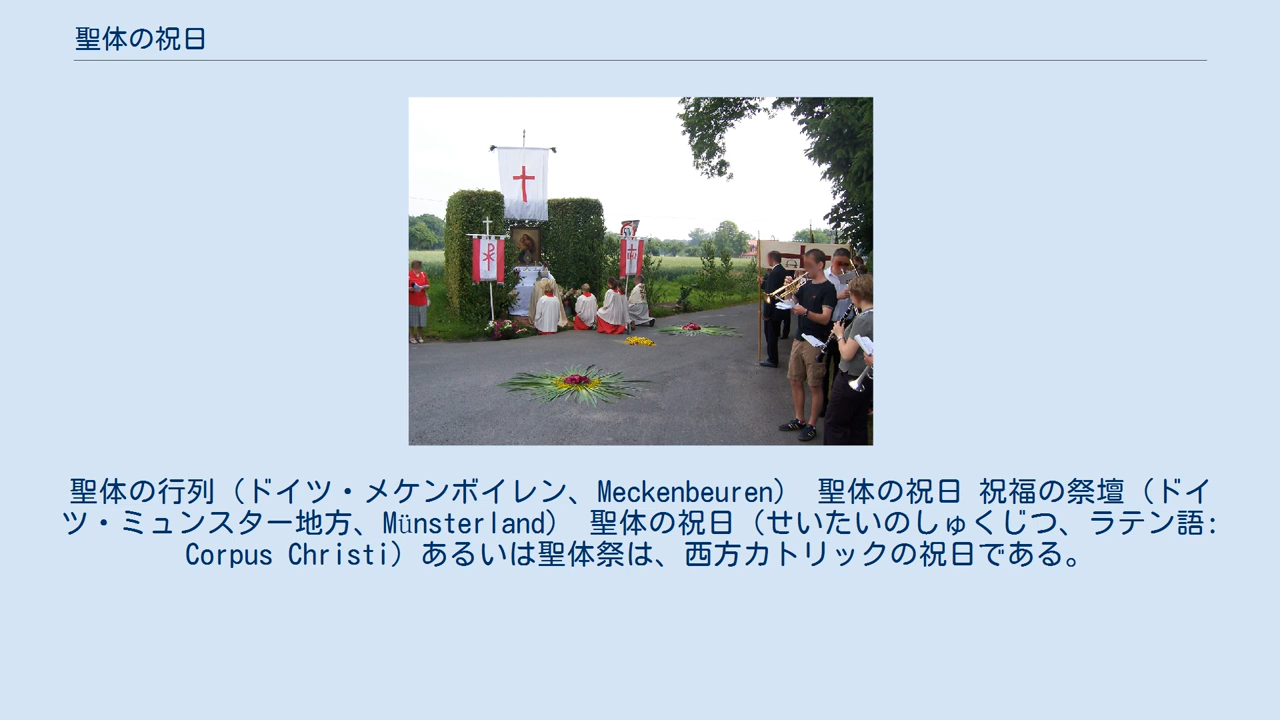 聖体の祝日
聖体の行列（ドイツ・メケンボイレン、Meckenbeuren） 聖体の祝日 祝福の祭壇（ドイ
ツ・ミュンスター地方、Münsterland） 聖体の祝日（せいたいのしゅくじつ、ラテン語:
Corpus Christi）あるいは聖体祭は、西方カトリックの祝日である。